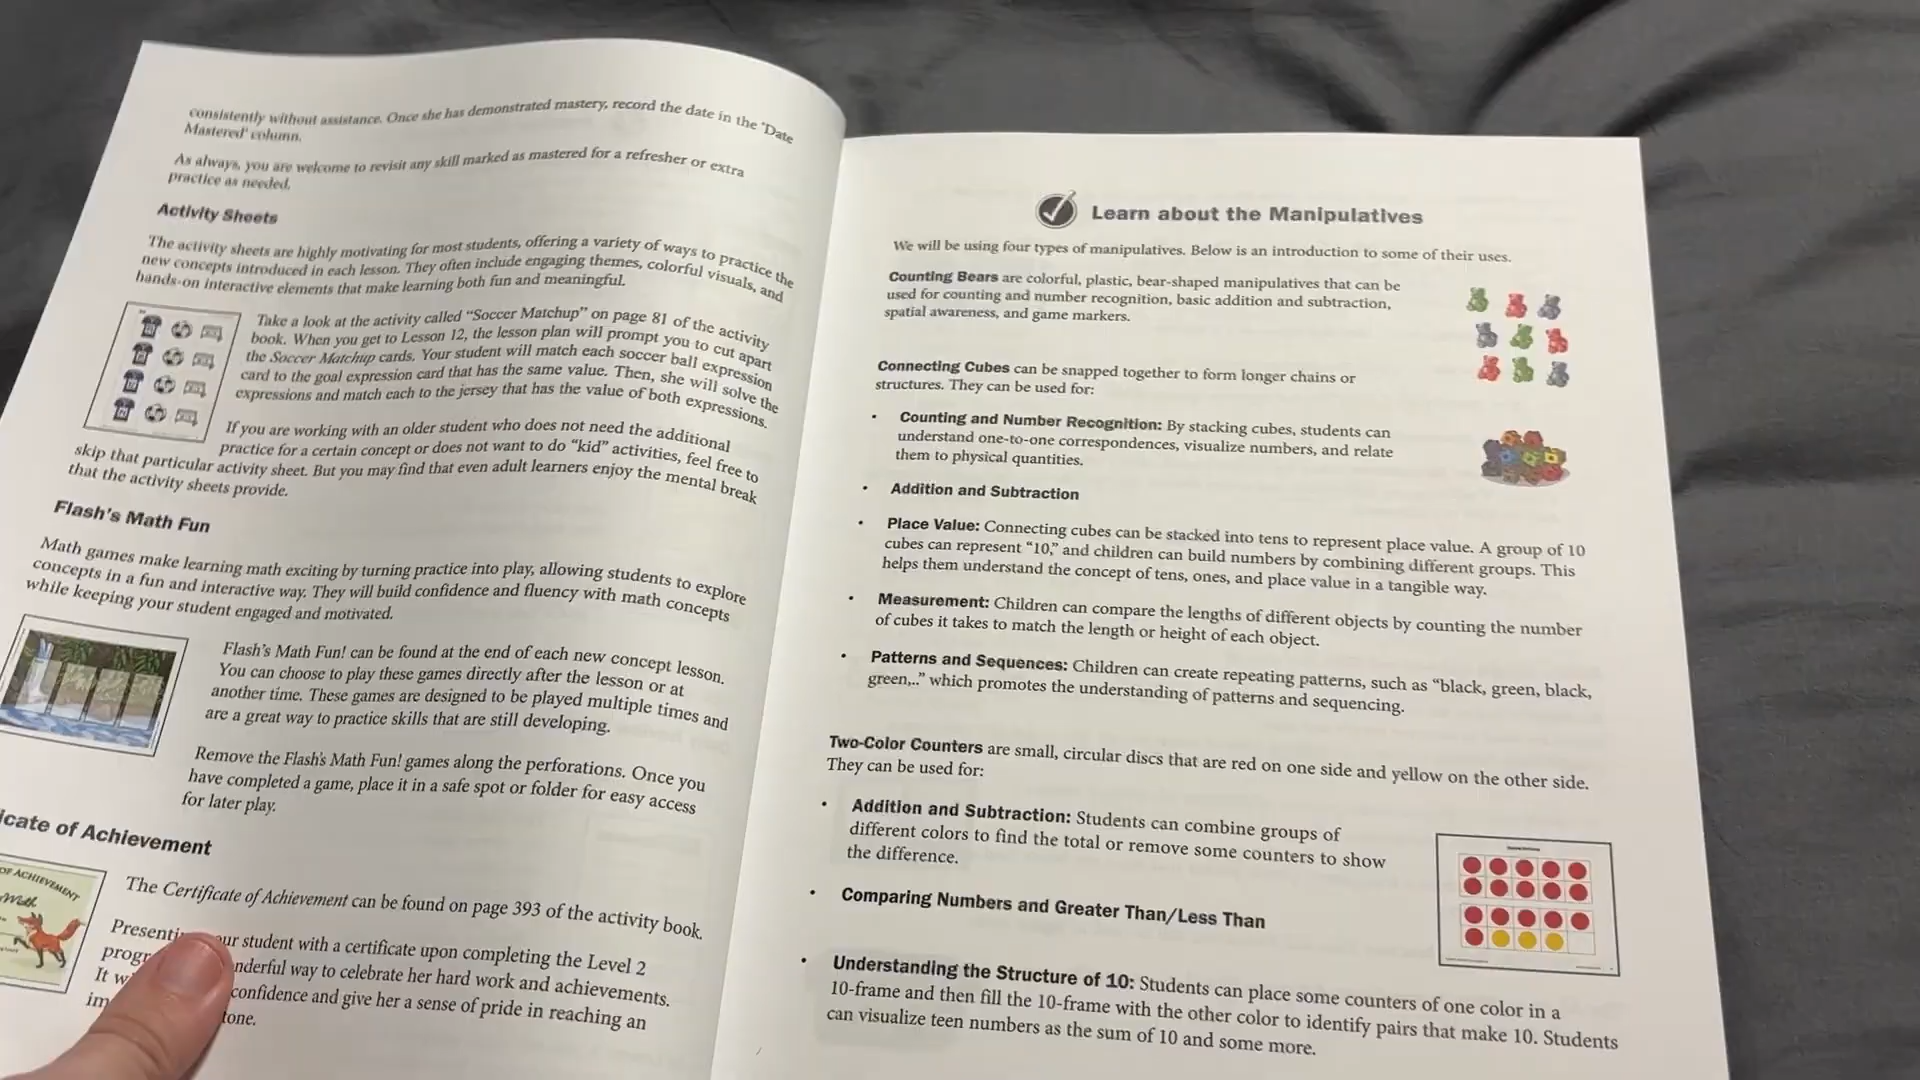 consistently without assistance. Once she has demonstrated mastery, record the date in the 'Date
Mastered' column.
As always, you are welcome to revisit any skill marked as mastered for a refresher or extra
practice as needed.
Activity Sheets
The activity sheets are highly motivating for most students, offering a variety of ways to practice the
new concepts introduced in each lesson. They often include engaging themes, colorful visuals, and
hands-on interactive elements that make learning both fun and meaningful.
Take a look at the activity called "Soccer Matchup" on page 81 of the activity
book. When you get to Lesson 12, the lesson plan will prompt you to cut apart
the Soccer Matchup cards. Your student will match each soccer ball expression
card to the goal expression card that has the same value. Then, she will solve the
expressions and match each to the jersey that has the value of both expressions.
If you are working with an older student who does not need the additional
practice for a certain concept or does not want to do "kid" activities, feel free to
skip that particular activity sheet. But you may find that even adult learners enjoy the mental break
that the activity sheets provide.
Flash's Math Fun
Math games make learning math exciting by turning practice into play, allowing students to explore
concepts in a fun and interactive way. They will build confidence and fluency with math concepts
while keeping your student engaged and motivated.
Flash's Math Fun! can be found at the end of each new concept lesson.
You can choose to play these games directly after the lesson or at
another time. These games are designed to be played multiple times and
are a great way to practice skills that are still developing.
Remove the Flash's Math Fun! games along the perforations. Once you
have completed a game, place it in a safe spot or folder for easy access
for later play.
icate of Achievement
OF ACHIEVEMENT
The Certificate of Achievement can be found on page 393 of the activity book.
Presenti ur student with a certificate upon completing the Level 2
progr nderful way to celebrate her hard work and achievements.
It w confidence and give her a sense of pride in reaching an
im tone.
Learn about the Manipulatives
We will be using four types of manipulatives. Below is an introduction to some of their uses.
Counting Bears are colorful, plastic, bear-shaped manipulatives that can be
used for counting and number recognition, basic addition and subtraction,
spatial awareness, and game markers.
Connecting Cubes can be snapped together to form longer chains or
structures. They can be used for:
• Counting and Number Recognition: By stacking cubes, students can
understand one-to-one correspondences, visualize numbers, and relate
them to physical quantities.
• Addition and Subtraction
• Place Value: Connecting cubes can be stacked into tens to represent place value. A group of 10
cubes can represent "10," and children can build numbers by combining different groups. This
helps them understand the concept of tens, ones, and place value in a tangible way.
• Measurement: Children can compare the lengths of different objects by counting the number
of cubes it takes to match the length or height of each object.
• Patterns and Sequences: Children can create repeating patterns, such as "black, green, black,
green,.." which promotes the understanding of patterns and sequencing.
Two-Color Counters are small, circular discs that are red on one side and yellow on the other side.
They can be used for:
• Addition and Subtraction: Students can combine groups of
different colors to find the total or remove some counters to show
the difference.
• Comparing Numbers and Greater Than/Less Than
• Understanding the Structure of 10: Students can place some counters of one color in a
10-frame and then fill the 10-frame with the other color to identify pairs that make 10. Students
can visualize teen numbers as the sum of 10 and some more.